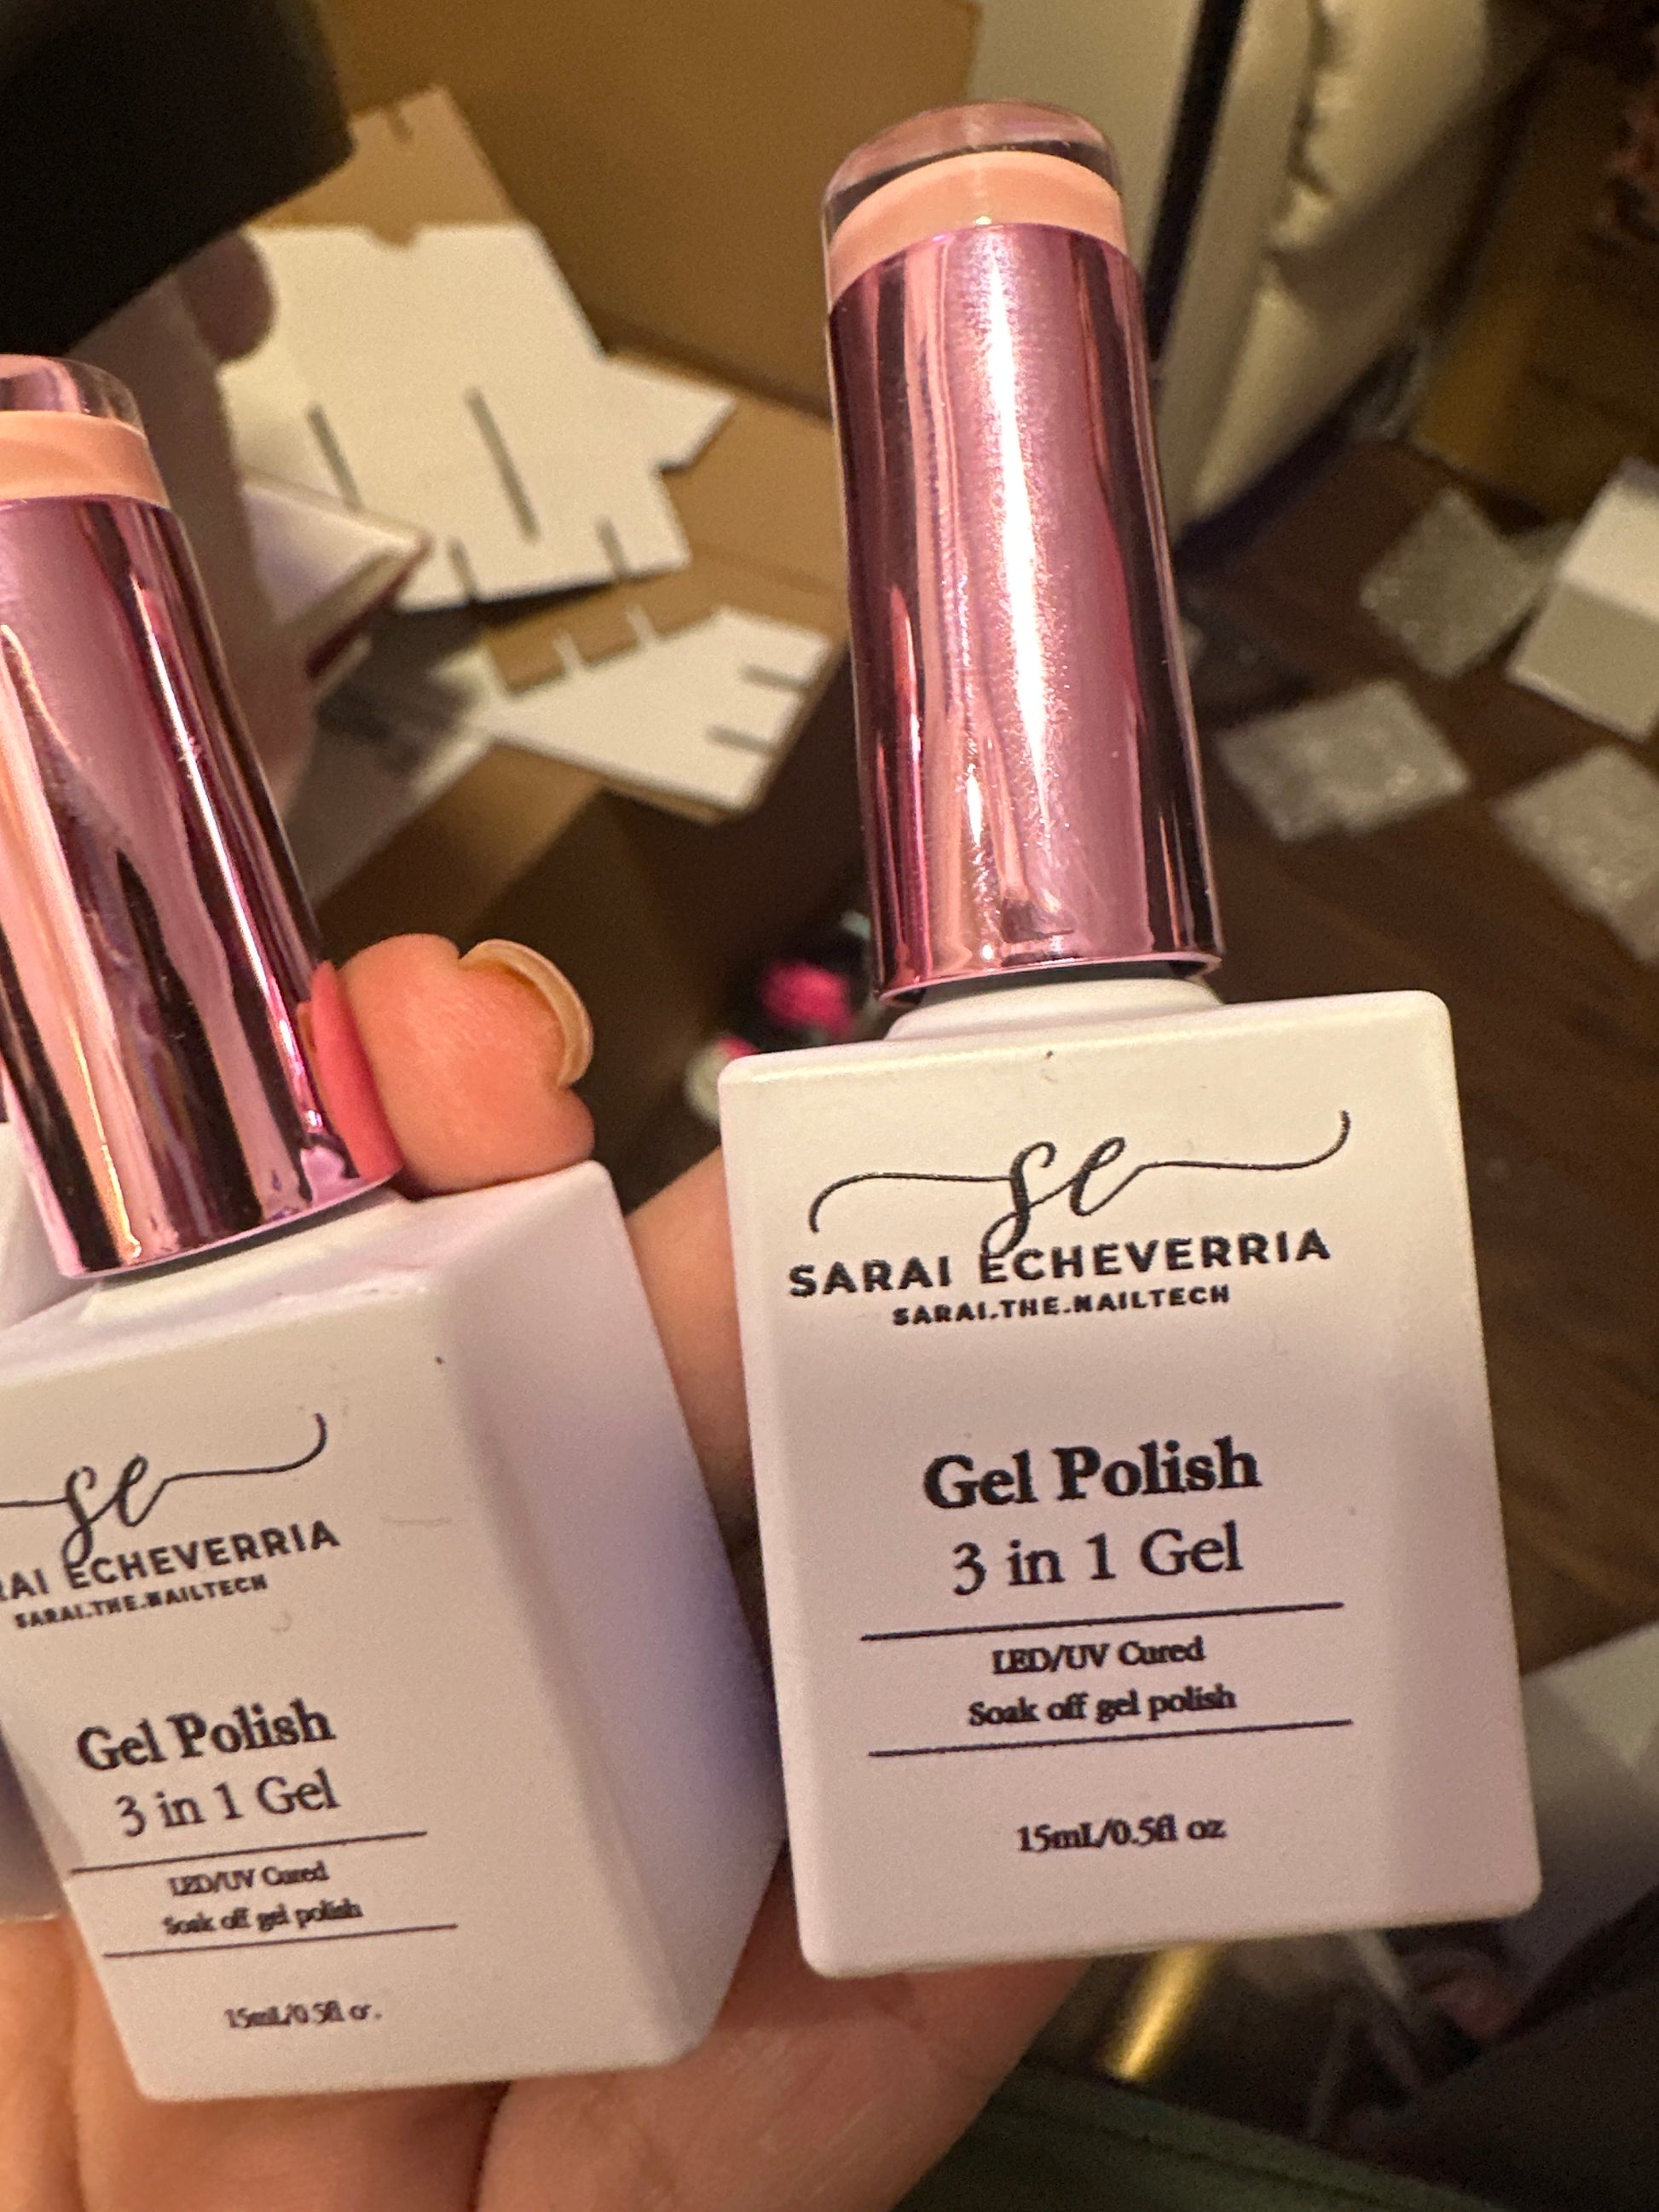 se
SARAI ECHEVERRIA
SARAI.THE.NAILTECH
Gel Polish
3 in 1 Gel
LED/UV Cured
Soak off gel polish
15mL/0.5fl oz
se
RAI ECHEVERRIA
SARAI.THE.NAILTECH
Gel Polish
3 in 1 Gel
LED/UV Cured
Soak off gel polish
15mL/0.5fl